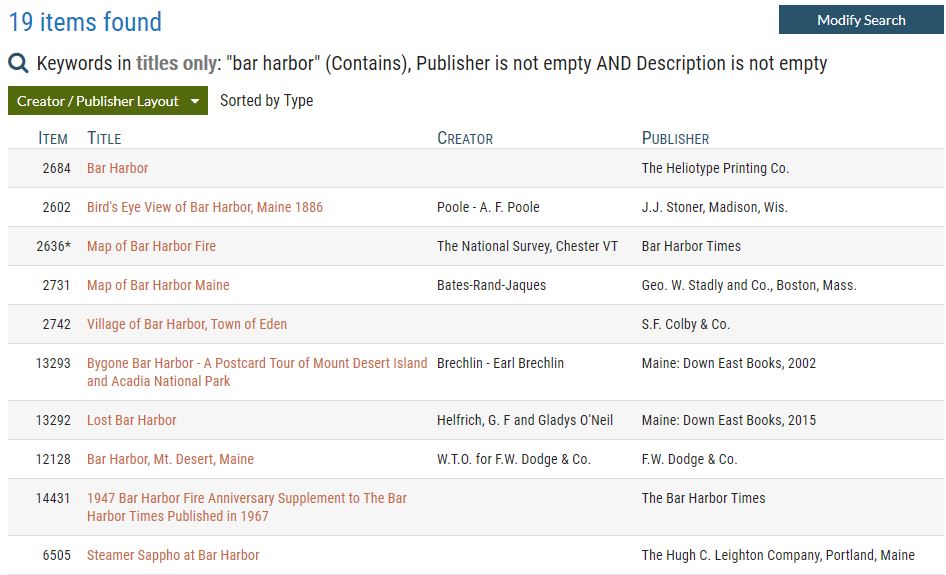 19 items found
Modify Search
Keywords in titles only: "bar harbor" (Contains), Publisher is not empty AND Description is not empty
Creator / Publisher Layout Sorted by Type
ITEM TITLE CREATOR PUBLISHER
2684 Bar Harbor The Heliotype Printing Co.
2602 Bird's Eye View of Bar Harbor, Maine 1886 Poole - A. F. Poole J.J. Stoner, Madison, Wis.
2636* Map of Bar Harbor Fire The National Survey, Chester VT Bar Harbor Times
2731 Map of Bar Harbor Maine Bates-Rand-Jaques Geo. W. Stadly and Co., Boston, Mass.
2742 Village of Bar Harbor, Town of Eden S.F. Colby & Co.
13293 Bygone Bar Harbor - A Postcard Tour of Mount Desert Island Brechlin - Earl Brechlin Maine: Down East Books, 2002
and Acadia National Park
13292 Lost Bar Harbor Helfrich, G. F and Gladys O'Neil Maine: Down East Books, 2015
12128 Bar Harbor, Mt. Desert, Maine W.T.O. for F.W. Dodge & Co. F.W. Dodge & Co.
14431 1947 Bar Harbor Fire Anniversary Supplement to The Bar The Bar Harbor Times
Harbor Times Published in 1967
6505 Steamer Sappho at Bar Harbor The Hugh C. Leighton Company, Portland, Maine